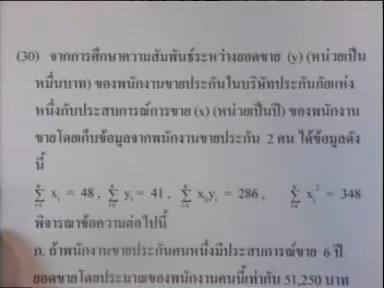 (30) จากการศึกษาความสัมพันธ์ระหว่างยอดขาย (y) (หน่วยเป็น
หมื่นบาท) ของพนักงานขายประกันในบริษัทประกันภัยแห่ง
หนึ่งกับประสบการณ์การขาย (x) (หน่วยเป็นปี) ของพนักงาน
ขายโดยเก็บข้อมูลจากพนักงานขายประกัน 2 คน ได้ข้อมูลดัง
นี้
∑ xᵢ = 48 , ∑ yᵢ = 41 , ∑ xᵢyᵢ = 286 , ∑ xᵢ² = 348
พิจารณาข้อความต่อไปนี้
ก. ถ้าพนักงานขายประกันคนหนึ่งมีประสบการณ์ขาย 6 ปี
ยอดขายโดยประมาณของพนักงานคนนี้เท่ากับ 51,250 บาท